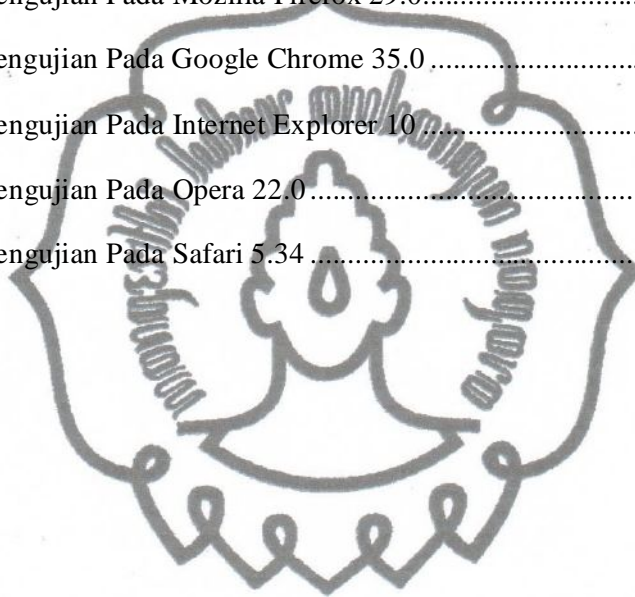 engujian Pada Mozilla Firefox 29.0..........................
engujian Pada Google Chrome 35.0..........................
engujian Pada Internet Explorer 10..........................
engujian Pada Opera 22.0..........................
engujian Pada Safari 5.34..........................